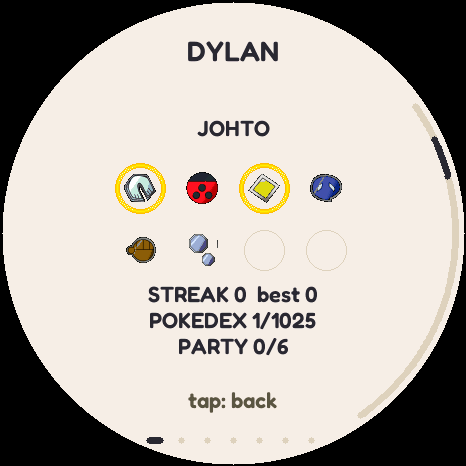 DYLAN
JOHTO
STREAK 0  best 0
POKEDEX 1/1025
PARTY 0/6
tap: back